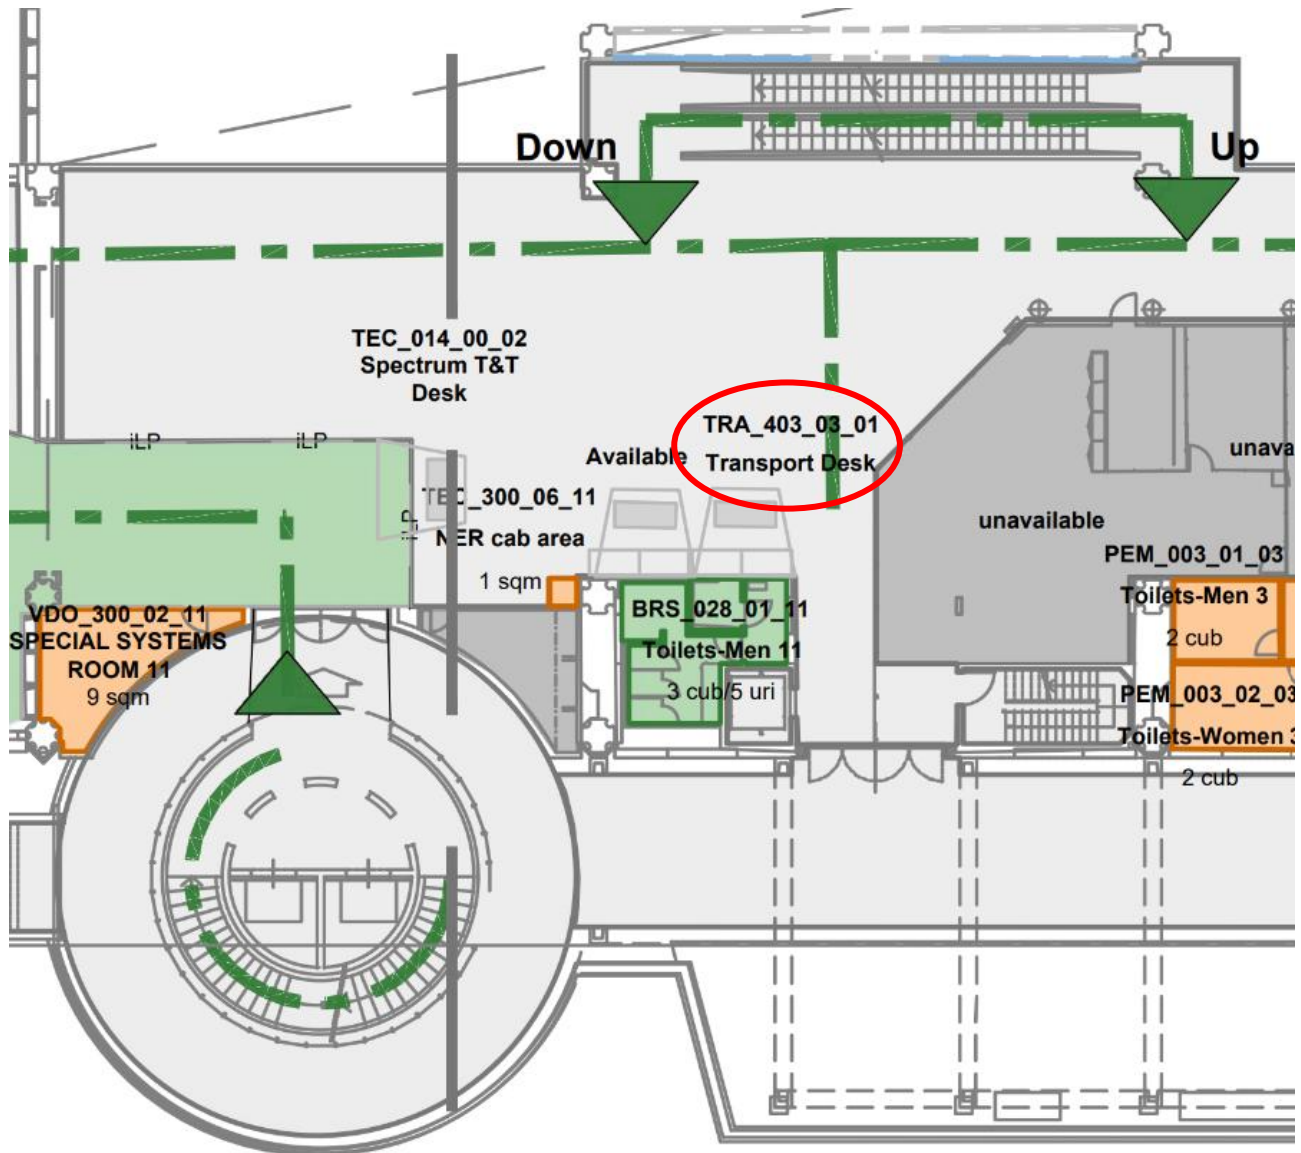 Down
Up
TEC_014_00_02
Spectrum T&T
Desk
TRA_403_03_01
Transport Desk
Available
iLP
iLP
iLP
TEC_300_06_11
NER cab area
1 sqm
unavailable
PEM_003_01_03
Toilets-Men 3
2 cub
PEM_003_02_03
Toilets-Women 3
2 cub
BRS_028_01_11
Toilets-Men 11
3 cub/5 uri
VDO_300_02_11
SPECIAL SYSTEMS
ROOM 11
9 sqm
unava